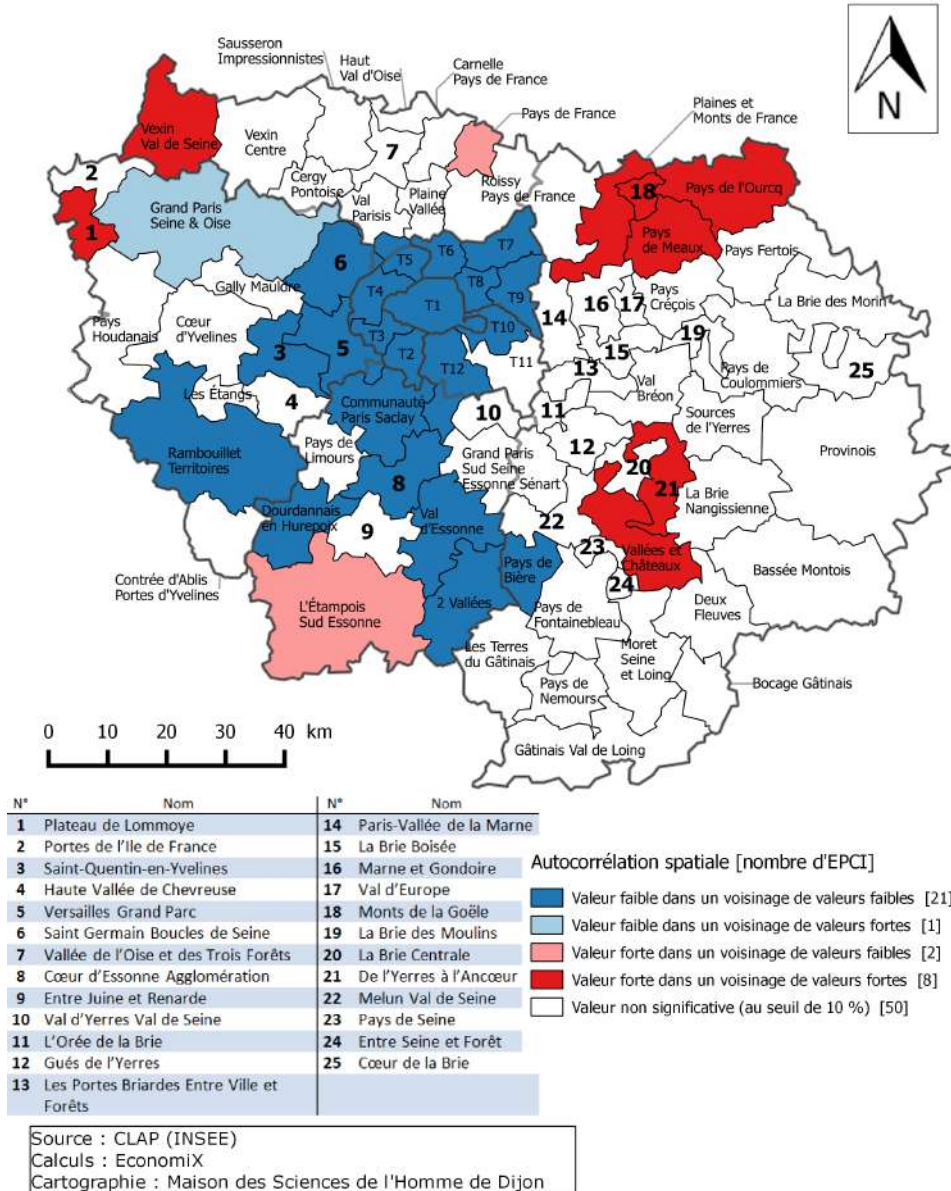 Sausseron
Impressionnistes
Haut
Val d'Oise
Carnelle
Pays de France
Pays de France
Plaines et
Monts de France
N
Vexin
Val de Seine
Vexin
Centre
7
2
Cergy
Pontoise
Val
Parisis
Plaine
Vallée
Roissy
Pays de France
18
Pays de l'Ourcq
1
Grand Paris
Seine & Oise
Pays
de Meaux
Pays Fertois
6
T5
T6
T7
Gally Mauldre
T4
T8
T9
T1
14
16
17
Pays
Créçois
La Brie des Morin
Pays
Houdanais
Cœur
d'Yvelines
3
5
T3
T2
T10
T12
T11
13
15
19
25
Les Étangs
4
Communauté
Paris Saclay
10
11
Val
Bréon
Pays de
Coulommiers
Rambouillet
Territoires
Pays de
Limours
Grand Paris
Sud Seine
Essonne Sénart
12
Sources
de l'Yerres
Provinois
8
20
21
La Brie
Nangissienne
Dourdannais
en Hurepoix
9
Val
d'Essonne
22
23
Vallées et
Châteaux
Bassée Montois
Contrée d'Ablis
Portes d'Yvelines
L'Étampois
Sud Essonne
2 Vallées
Pays de
Bière
24
Pays de
Fontainebleau
Deux
Fleuves
Les Terres
du Gâtinais
Moret
Seine
et Loing
Pays de
Nemours
Bocage Gâtinais
Gâtinais Val de Loing
0 10 20 30 40 km
N° Nom N° Nom
1 Plateau de Lommoye 14 Paris-Vallée de la Marne
2 Portes de l'Ile de France 15 La Brie Boisée
3 Saint-Quentin-en-Yvelines 16 Marne et Gondoire
4 Haute Vallée de Chevreuse 17 Val d'Europe
5 Versailles Grand Parc 18 Monts de la Goële
6 Saint Germain Boucles de Seine 19 La Brie des Moulins
7 Vallée de l'Oise et des Trois Forêts 20 La Brie Centrale
8 Cœur d'Essonne Agglomération 21 De l'Yerres à l'Ancœur
9 Entre Juine et Renarde 22 Melun Val de Seine
10 Val d'Yerres Val de Seine 23 Pays de Seine
11 L'Orée de la Brie 24 Entre Seine et Forêt
12 Gués de l'Yerres 25 Cœur de la Brie
13 Les Portes Briardes Entre Ville et
Forêts
Autocorrélation spatiale [nombre d'EPCI]
Valeur faible dans un voisinage de valeurs faibles [21]
Valeur faible dans un voisinage de valeurs fortes [1]
Valeur forte dans un voisinage de valeurs faibles [2]
Valeur forte dans un voisinage de valeurs fortes [8]
Valeur non significative (au seuil de 10 %) [50]
Source : CLAP (INSEE)
Calculs : EconomiX
Cartographie : Maison des Sciences de l'Homme de Dijon